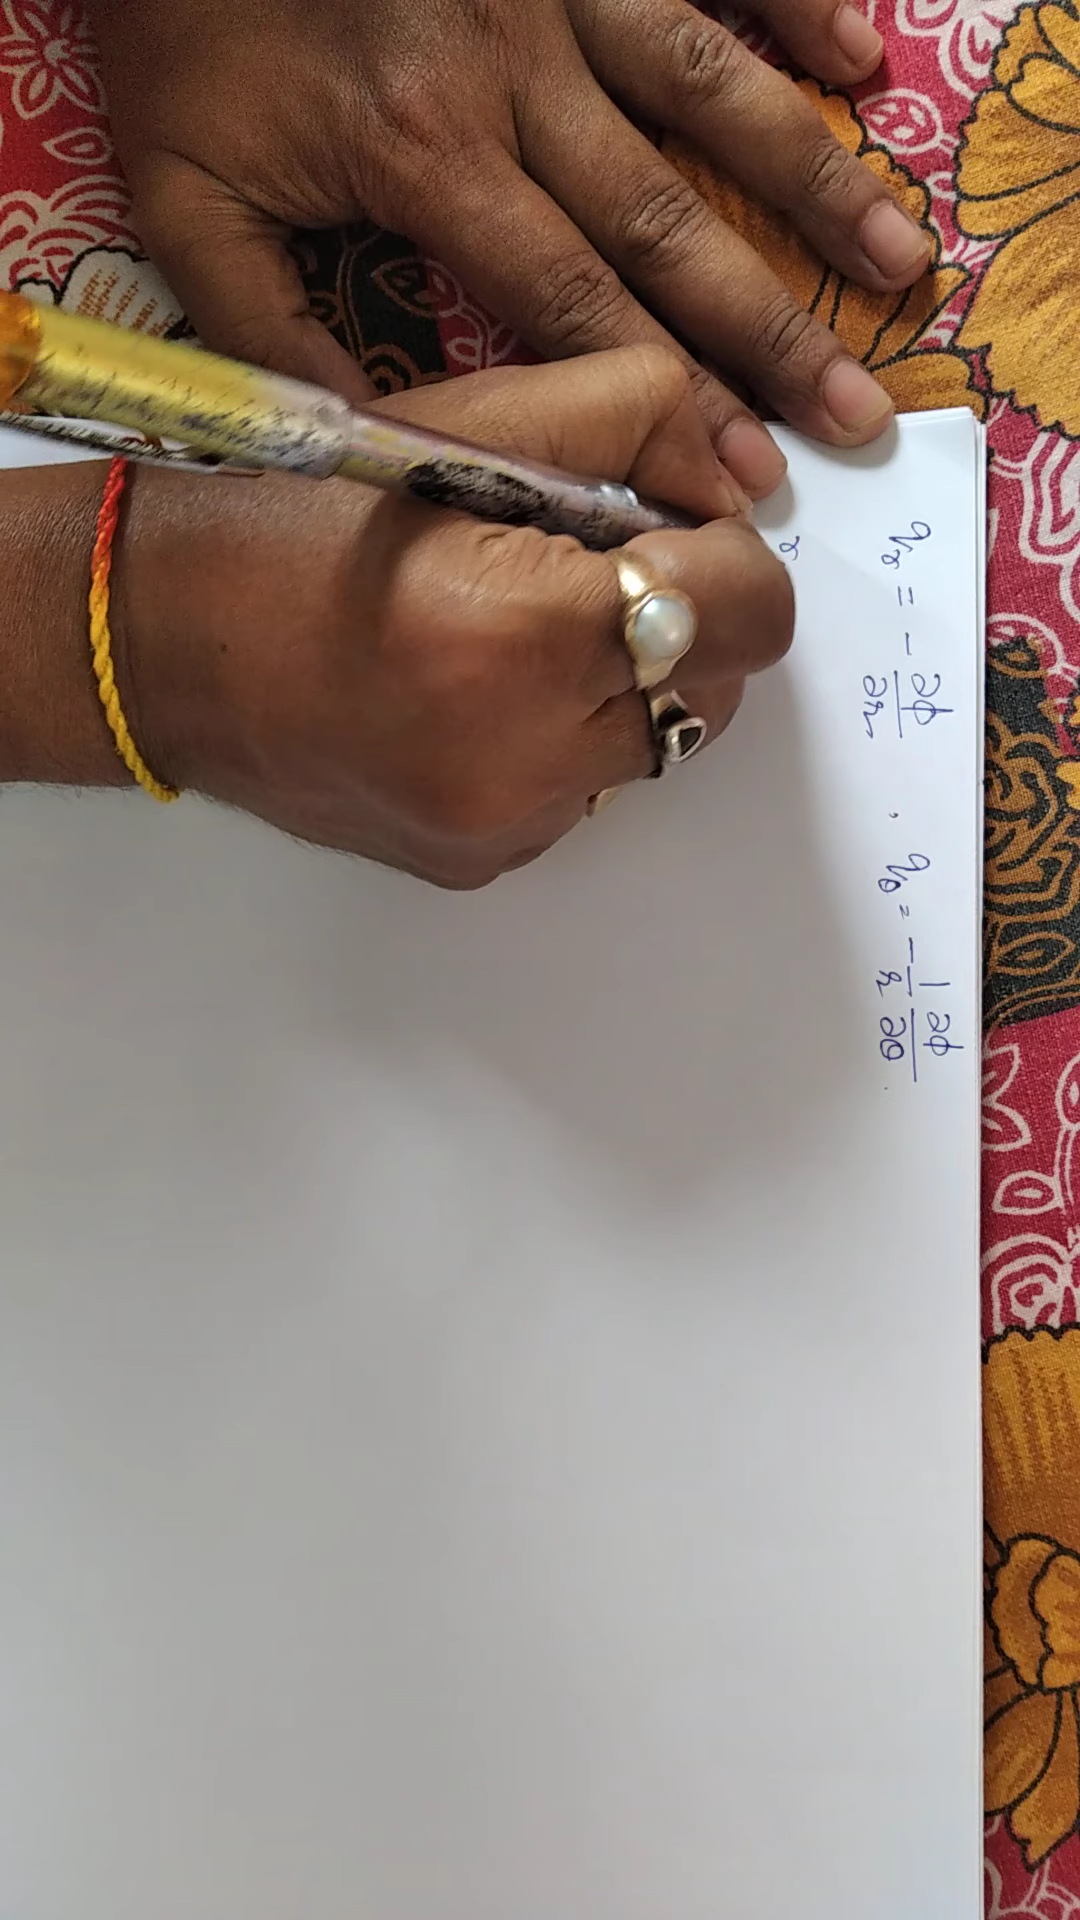 q_r = - ∂ϕ/∂r , q_θ = - 1/r ∂ϕ/∂θ .
r